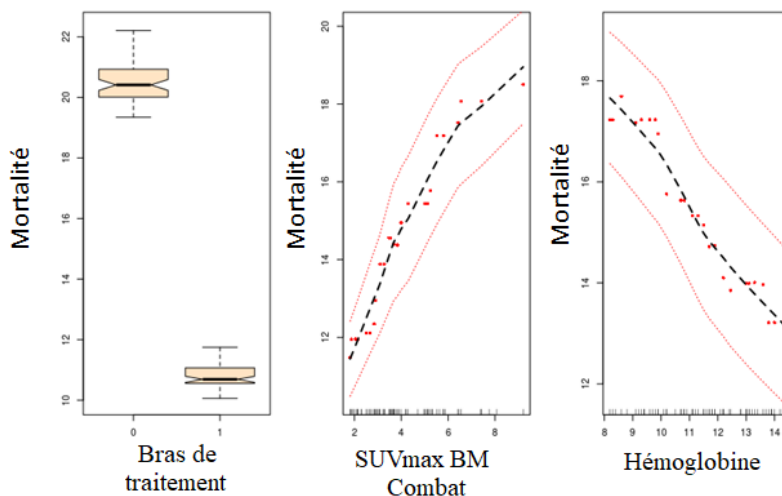 Mortalité
22
20
18
16
14
12
10
0 1
Bras de
traitement
Mortalité
20
18
16
14
12
2 4 6 8
SUVmax BM
Combat
Mortalité
18
16
14
12
8 9 10 11 12 13 14
Hémoglobine